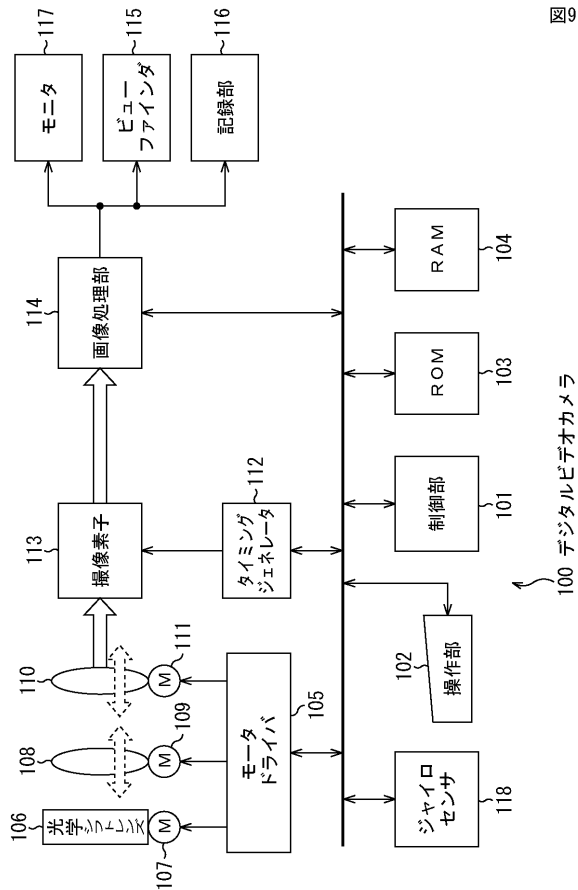 図9
117
モニタ
115
ビュー
ファインダ
116
記録部
114
画像処理部
113
撮像素子
112
タイミング
ジェネレータ
110
M
111
108
M
109
106
光学シフトレンズ
M
107
モータ
ドライバ
105
RAM
104
ROM
103
制御部
101
102
操作部
ジャイロ
センサ
118
100 デジタルビデオカメラ